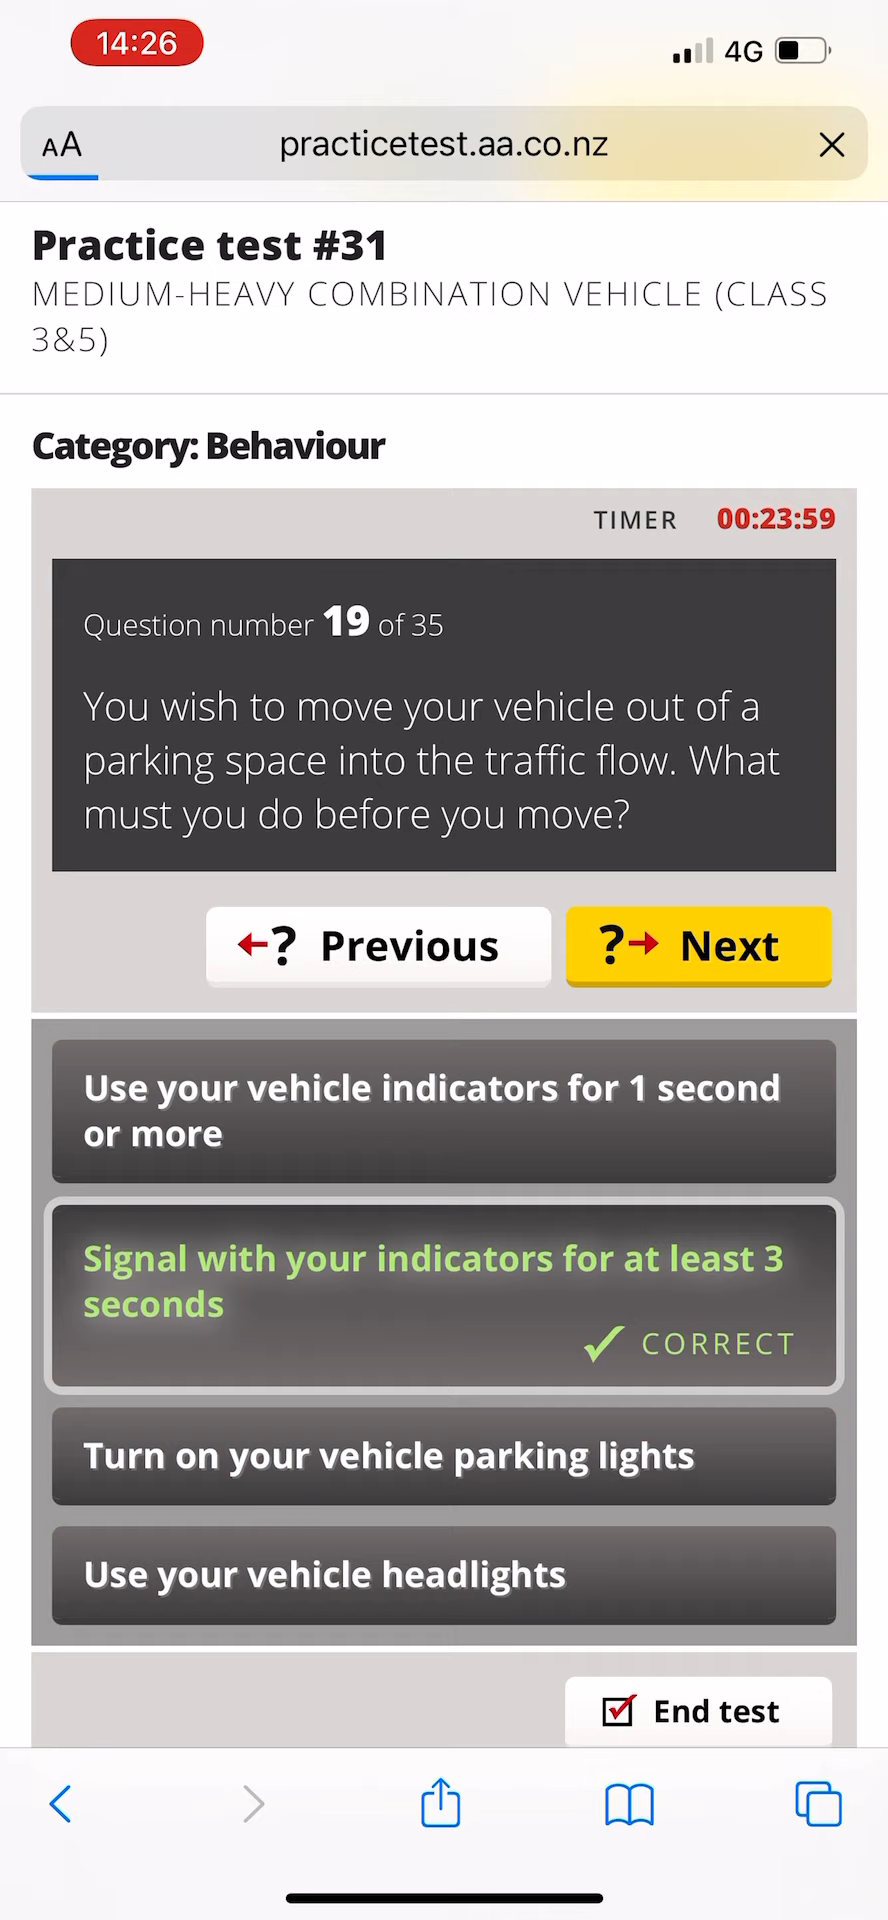 14:26
4G
AA
practicetest.aa.co.nz
Practice test #31
MEDIUM-HEAVY COMBINATION VEHICLE (CLASS
3&5)
Category: Behaviour
TIMER 00:23:59
Question number 19 of 35
You wish to move your vehicle out of a
parking space into the traffic flow. What
must you do before you move?
? Previous
? Next
Use your vehicle indicators for 1 second
or more
Signal with your indicators for at least 3
seconds
CORRECT
Turn on your vehicle parking lights
Use your vehicle headlights
End test